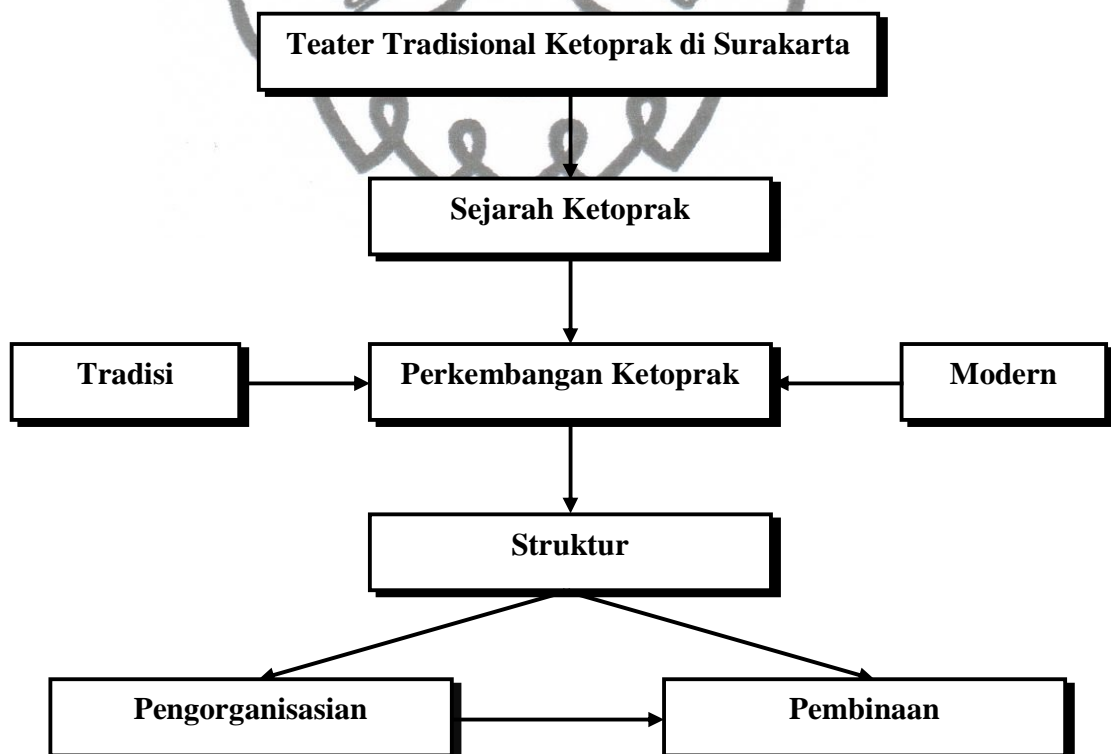 Teater Tradisional Ketoprak di Surakarta
Sejarah Ketoprak
Tradisi
Perkembangan Ketoprak
Modern
Struktur
Pengorganisasian
Pembinaan